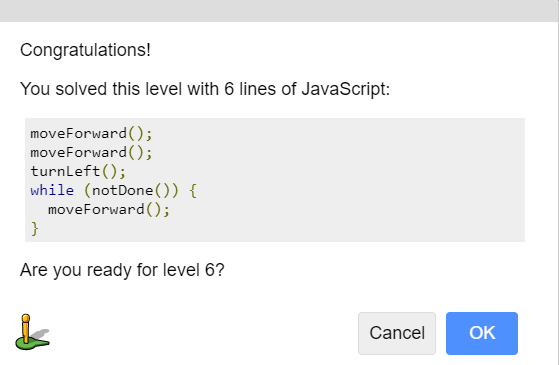 Congratulations!
You solved this level with 6 lines of JavaScript:
moveForward();
moveForward();
turnLeft();
while (notDone()) {
  moveForward();
}
Are you ready for level 6?
Cancel
OK